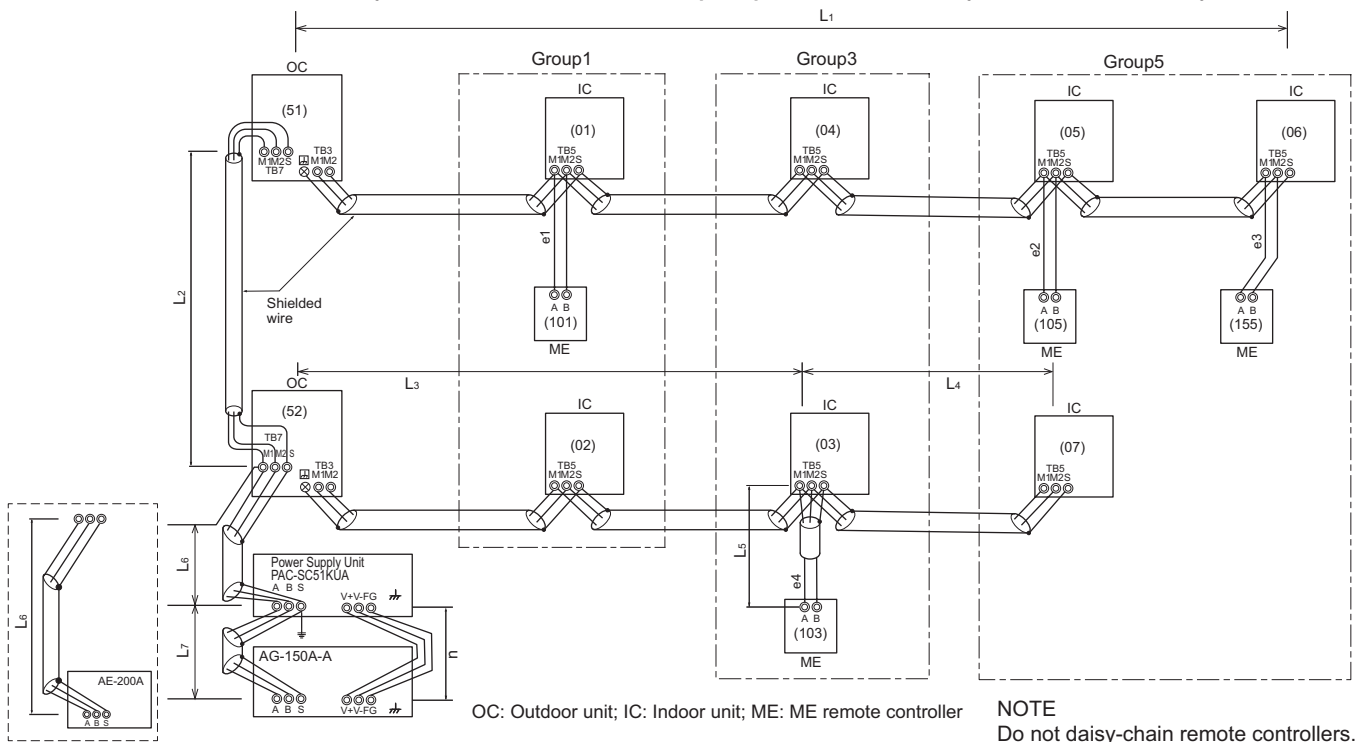 L1
Group1
Group3
Group5
OC
IC
IC
IC
IC
(51)
(01)
(04)
(05)
(06)
M1M2S
TB7
TB3
M1M2
TB5
M1M2S
TB5
M1M2S
TB5
M1M2S
TB5
M1M2S
L2
Shielded
wire
e1
e2
e3
A B
(101)
ME
A B
(105)
ME
A B
(155)
ME
L3
L4
OC
IC
IC
IC
(52)
(02)
(03)
(07)
TB7
M1M2 S
TB3
M1M2
TB5
M1M2S
TB5
M1M2S
TB5
M1M2S
L5
e4
A B
(103)
ME
L6
L6
Power Supply Unit
PAC-SC51KUA
A B S
V+V-FG
L7
n
AG-150A-A
A B S
V+V-FG
AE-200A
A B S
OC: Outdoor unit; IC: Indoor unit; ME: ME remote controller
NOTE
Do not daisy-chain remote controllers.